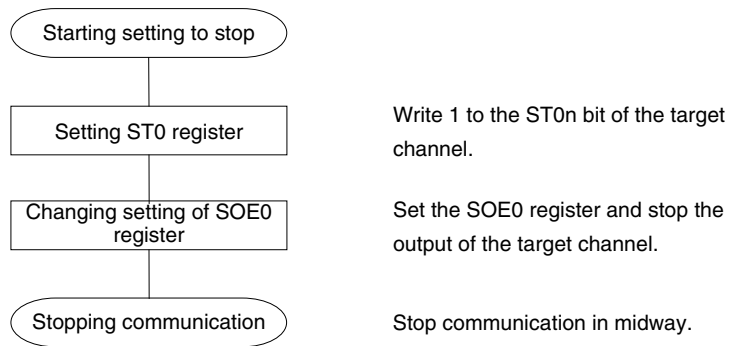 Starting setting to stop
Setting ST0 register
Write 1 to the ST0n bit of the target
channel.
Changing setting of SOE0
register
Set the SOE0 register and stop the
output of the target channel.
Stopping communication
Stop communication in midway.